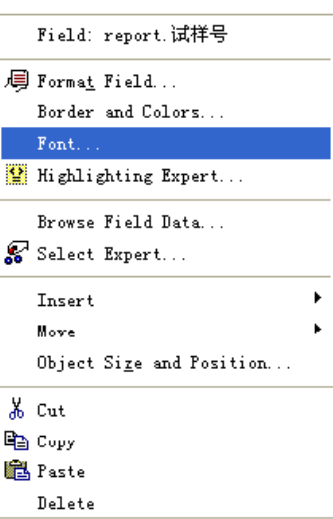 Field: report.试样号
Format Field...
Border and Colors...
Font...
Highlighting Expert...
Browse Field Data...
Select Expert...
Insert
Move
Object Size and Position...
Cut
Copy
Paste
Delete